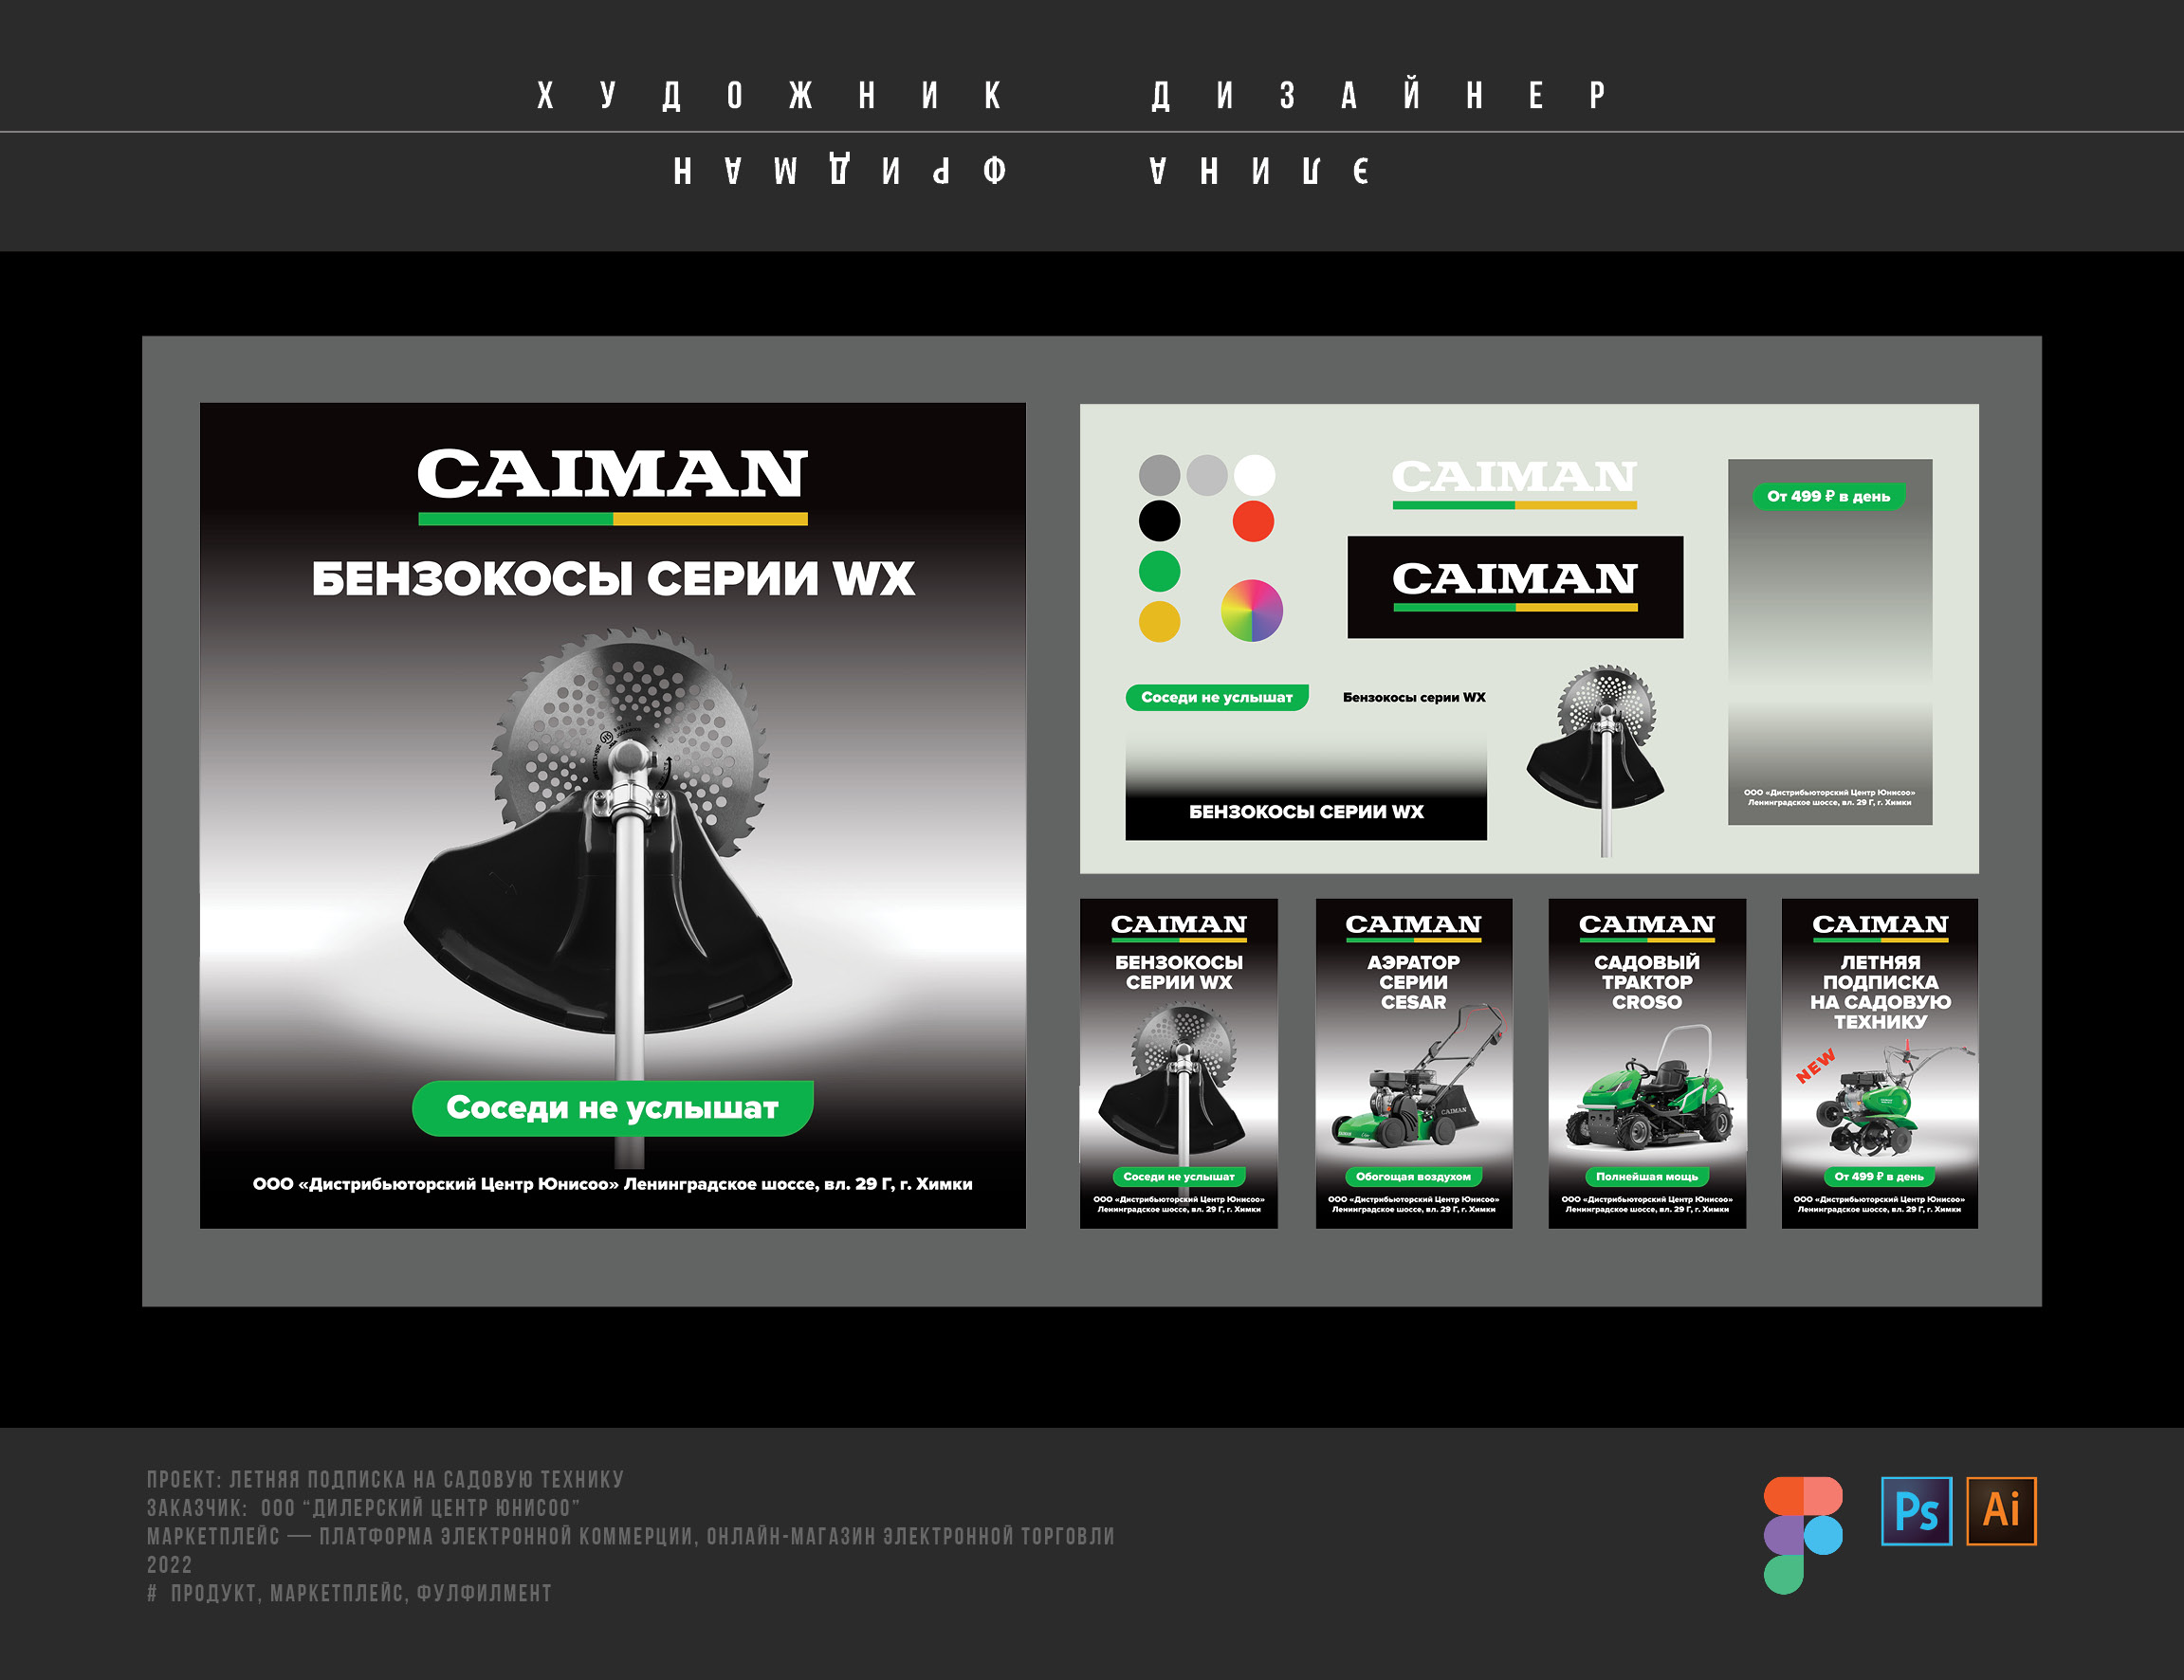 ХУДОЖНИК ДИЗАЙНЕР
ЭЛИНА ФРИДМАН
CAIMAN
БЕНЗОКОСЫ СЕРИИ WX
Соседи не услышат
ООО «Дистрибьюторский Центр Юнисоо» Ленинградское шоссе, вл. 29 Г, г. Химки
CAIMAN
CAIMAN
Соседи не услышат
Бензокосы серии WX
БЕНЗОКОСЫ СЕРИИ WX
От 499 ₽ в день
ООО «Дистрибьюторский Центр Юнисоо»
Ленинградское шоссе, вл. 29 Г, г. Химки
CAIMAN
БЕНЗОКОСЫ
СЕРИИ WX
Соседи не услышат
ООО «Дистрибьюторский Центр Юнисоо»
Ленинградское шоссе, вл. 29 Г, г. Химки
CAIMAN
АЭРАТОР
СЕРИИ
CESAR
CAIMAN
Обогощая воздухом
ООО «Дистрибьюторский Центр Юнисоо»
Ленинградское шоссе, вл. 29 Г, г. Химки
CAIMAN
САДОВЫЙ
ТРАКТОР
CROSO
Полнейшая мощь
ООО «Дистрибьюторский Центр Юнисоо»
Ленинградское шоссе, вл. 29 Г, г. Химки
CAIMAN
ЛЕТНЯЯ
ПОДПИСКА
НА САДОВУЮ
ТЕХНИКУ
NEW
От 499 ₽ в день
ООО «Дистрибьюторский Центр Юнисоо»
Ленинградское шоссе, вл. 29 Г, г. Химки
ПРОЕКТ: ЛЕТНЯЯ ПОДПИСКА НА САДОВУЮ ТЕХНИКУ
ЗАКАЗЧИК: ООО “ДИЛЕРСКИЙ ЦЕНТР ЮНИСОО”
МАРКЕТПЛЕЙС — ПЛАТФОРМА ЭЛЕКТРОННОЙ КОММЕРЦИИ, ОНЛАЙН-МАГАЗИН ЭЛЕКТРОННОЙ ТОРГОВЛИ
2022
# ПРОДУКТ, МАРКЕТПЛЕЙС, ФУЛФИЛМЕНТ
Ps
Ai